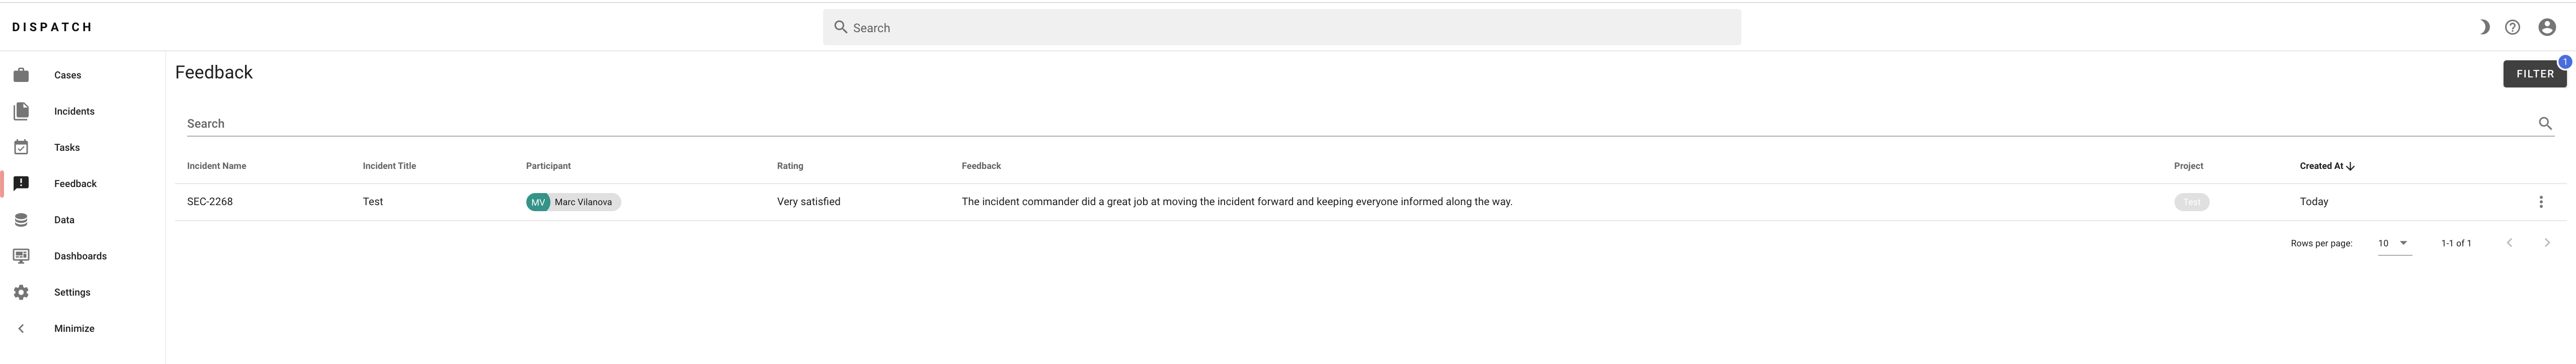 DISPATCH
Search
Cases
Incidents
Tasks
Feedback
Data
Dashboards
Settings
Minimize
Feedback
FILTER
1
Search
Incident Name Incident Title Participant Rating Feedback Project Created At
SEC-2268 Test MV Marc Vilanova Very satisfied The incident commander did a great job at moving the incident forward and keeping everyone informed along the way. Test Today
Rows per page: 10 1-1 of 1